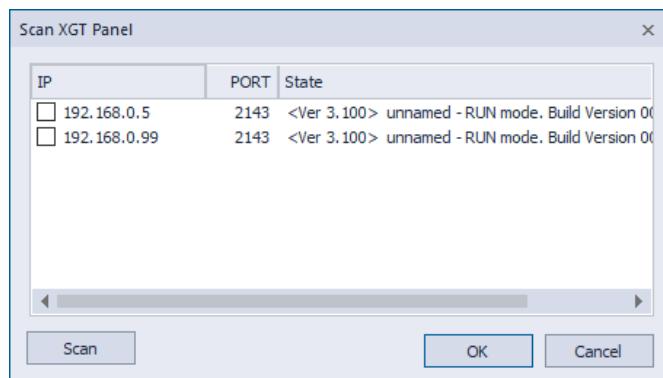 Scan XGT Panel
IP PORT State
192.168.0.5 2143 <Ver 3.100> unnamed - RUN mode. Build Version
192.168.0.99 2143 <Ver 3.100> unnamed - RUN mode. Build Version
Scan OK Cancel